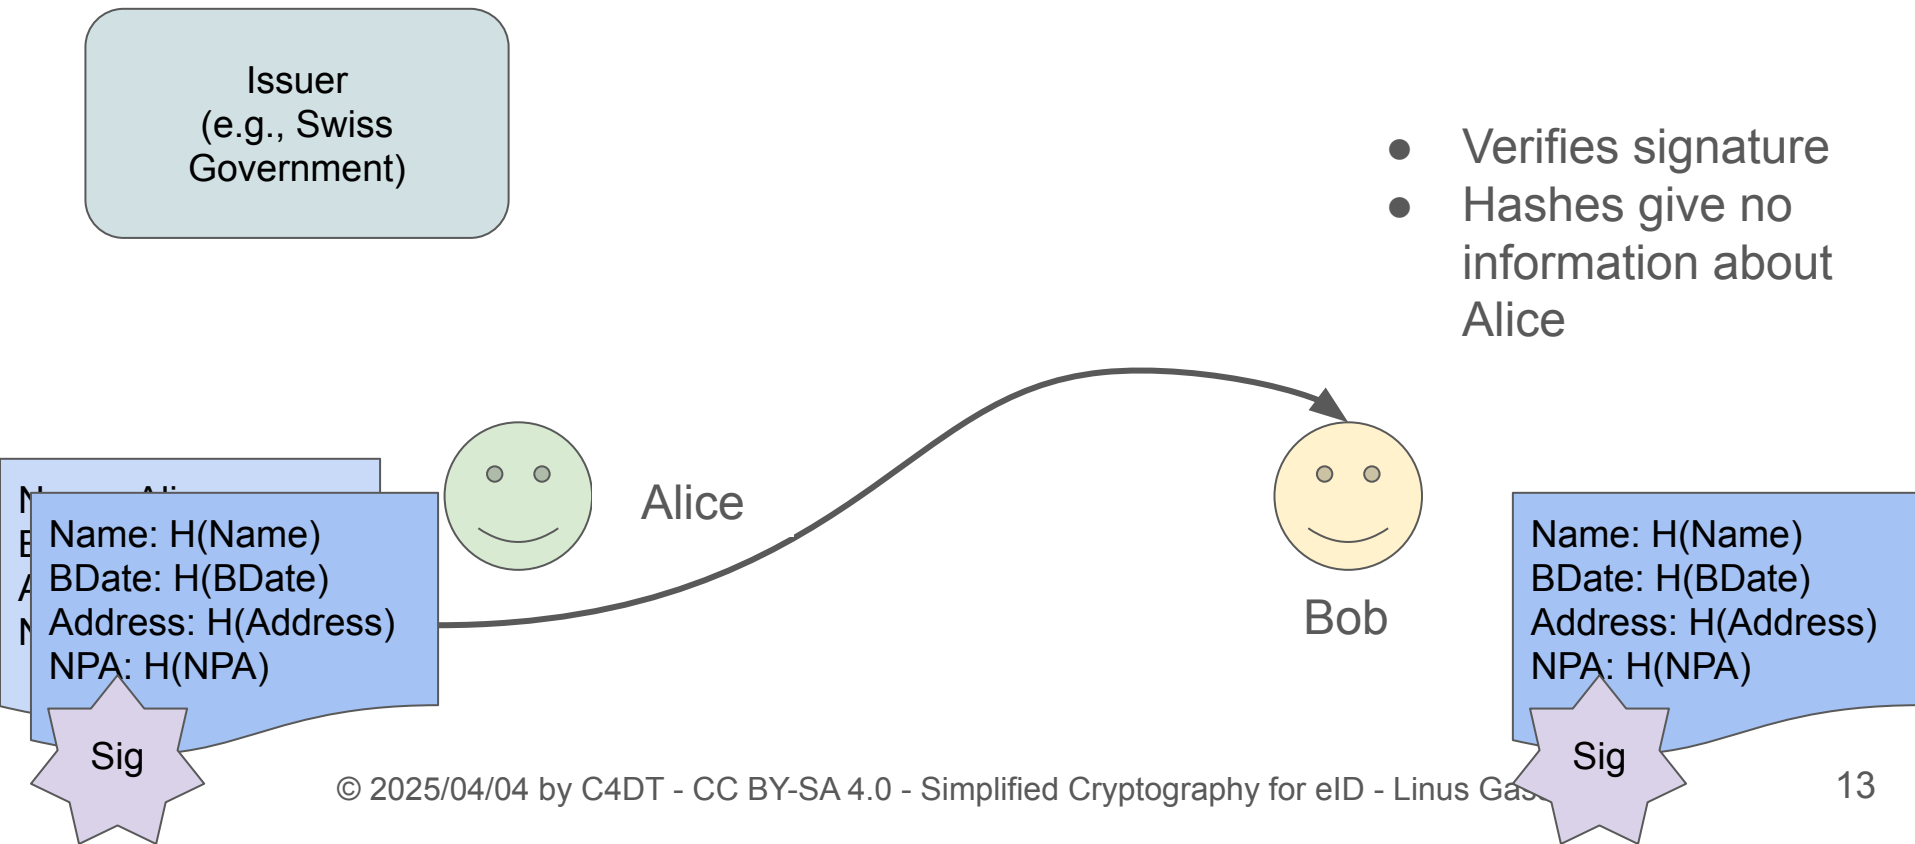 Issuer
(e.g., Swiss
Government)
● Verifies signature
● Hashes give no
information about
Alice
Alice
Bob
Name: H(Name)
BDate: H(BDate)
Address: H(Address)
NPA: H(NPA)
Sig
Name: H(Name)
BDate: H(BDate)
Address: H(Address)
NPA: H(NPA)
Sig
© 2025/04/04 by C4DT - CC BY-SA 4.0 - Simplified Cryptography for eID - Linus
13